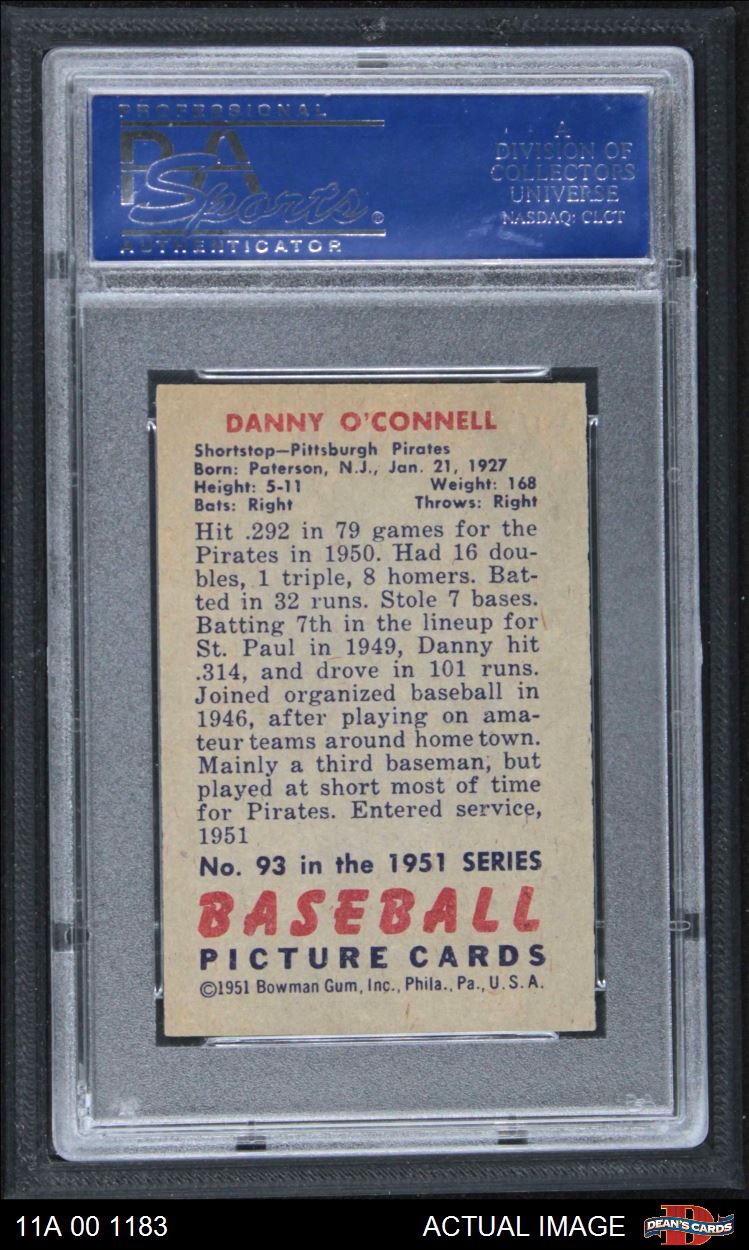 PROFESSIONAL
PSA
Sports®
AUTHENTICATOR
A
DIVISION OF
COLLECTORS
UNIVERSE
NASDAQ: CLCT
DANNY O'CONNELL
Shortstop—Pittsburgh Pirates
Born: Paterson, N.J., Jan. 21, 1927
Height: 5-11 Weight: 168
Bats: Right Throws: Right
Hit .292 in 79 games for the
Pirates in 1950. Had 16 dou-
bles, 1 triple, 8 homers. Bat-
ted in 32 runs. Stole 7 bases.
Batting 7th in the lineup for
St. Paul in 1949, Danny hit
.314, and drove in 101 runs.
Joined organized baseball in
1946, after playing on ama-
teur teams around home town.
Mainly a third baseman, but
played at short most of time
for Pirates. Entered service,
1951
No. 93 in the 1951 SERIES
BASEBALL
PICTURE CARDS
©1951 Bowman Gum, Inc., Phila., Pa., U.S.A.
PSA
11A 00 1183 ACTUAL IMAGE DEAN'S CARDS